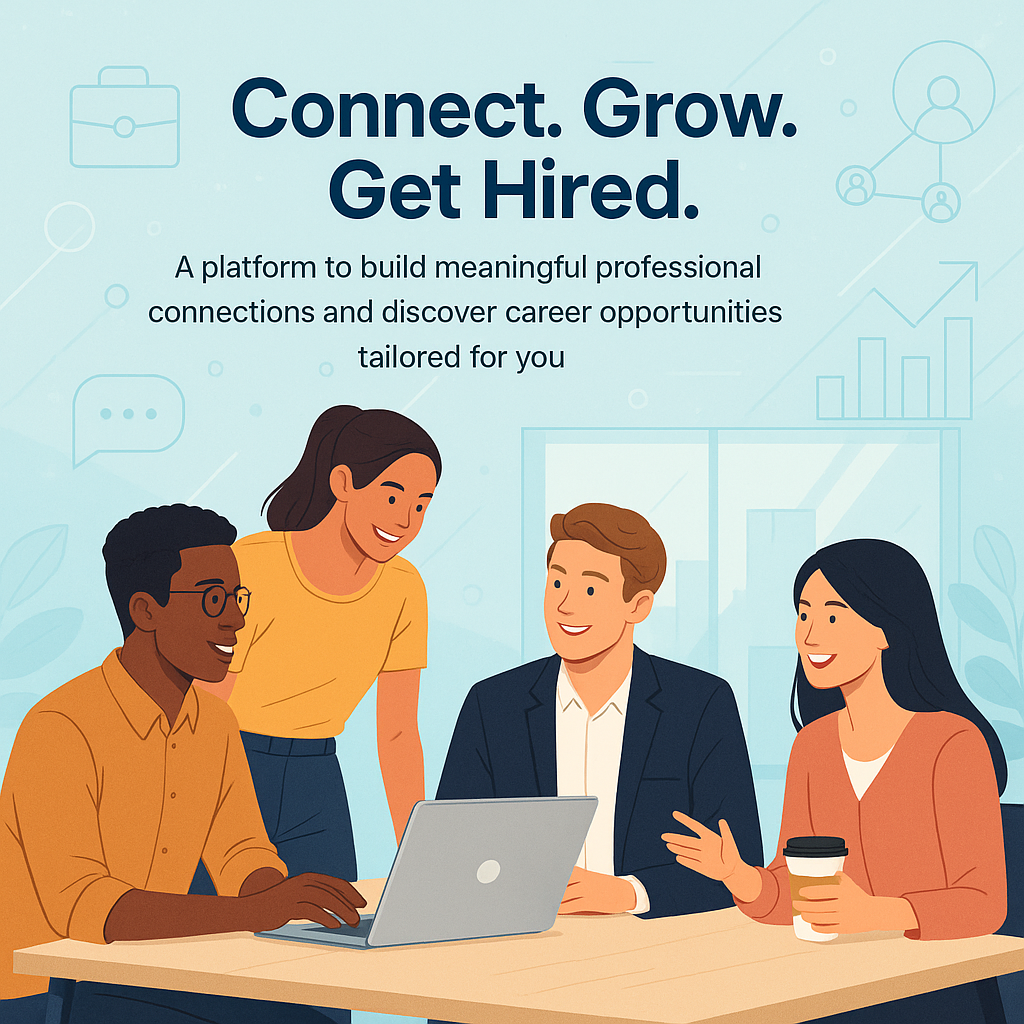 Connect. Grow.
Get Hired.
A platform to build meaningful professional
connections and discover career opportunities
tailored for you